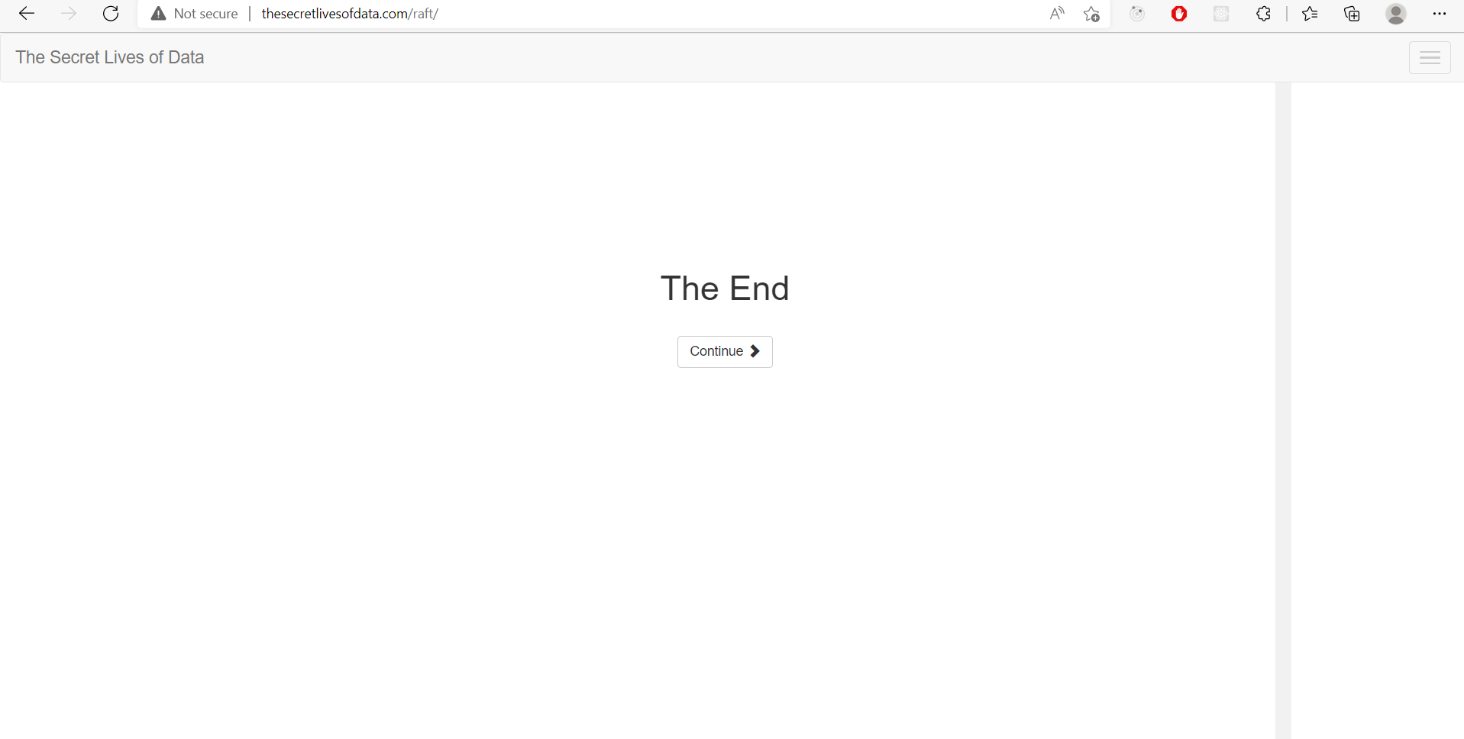 Not secure | thesecretlivesofdata.com/raft/
The Secret Lives of Data
The End
Continue